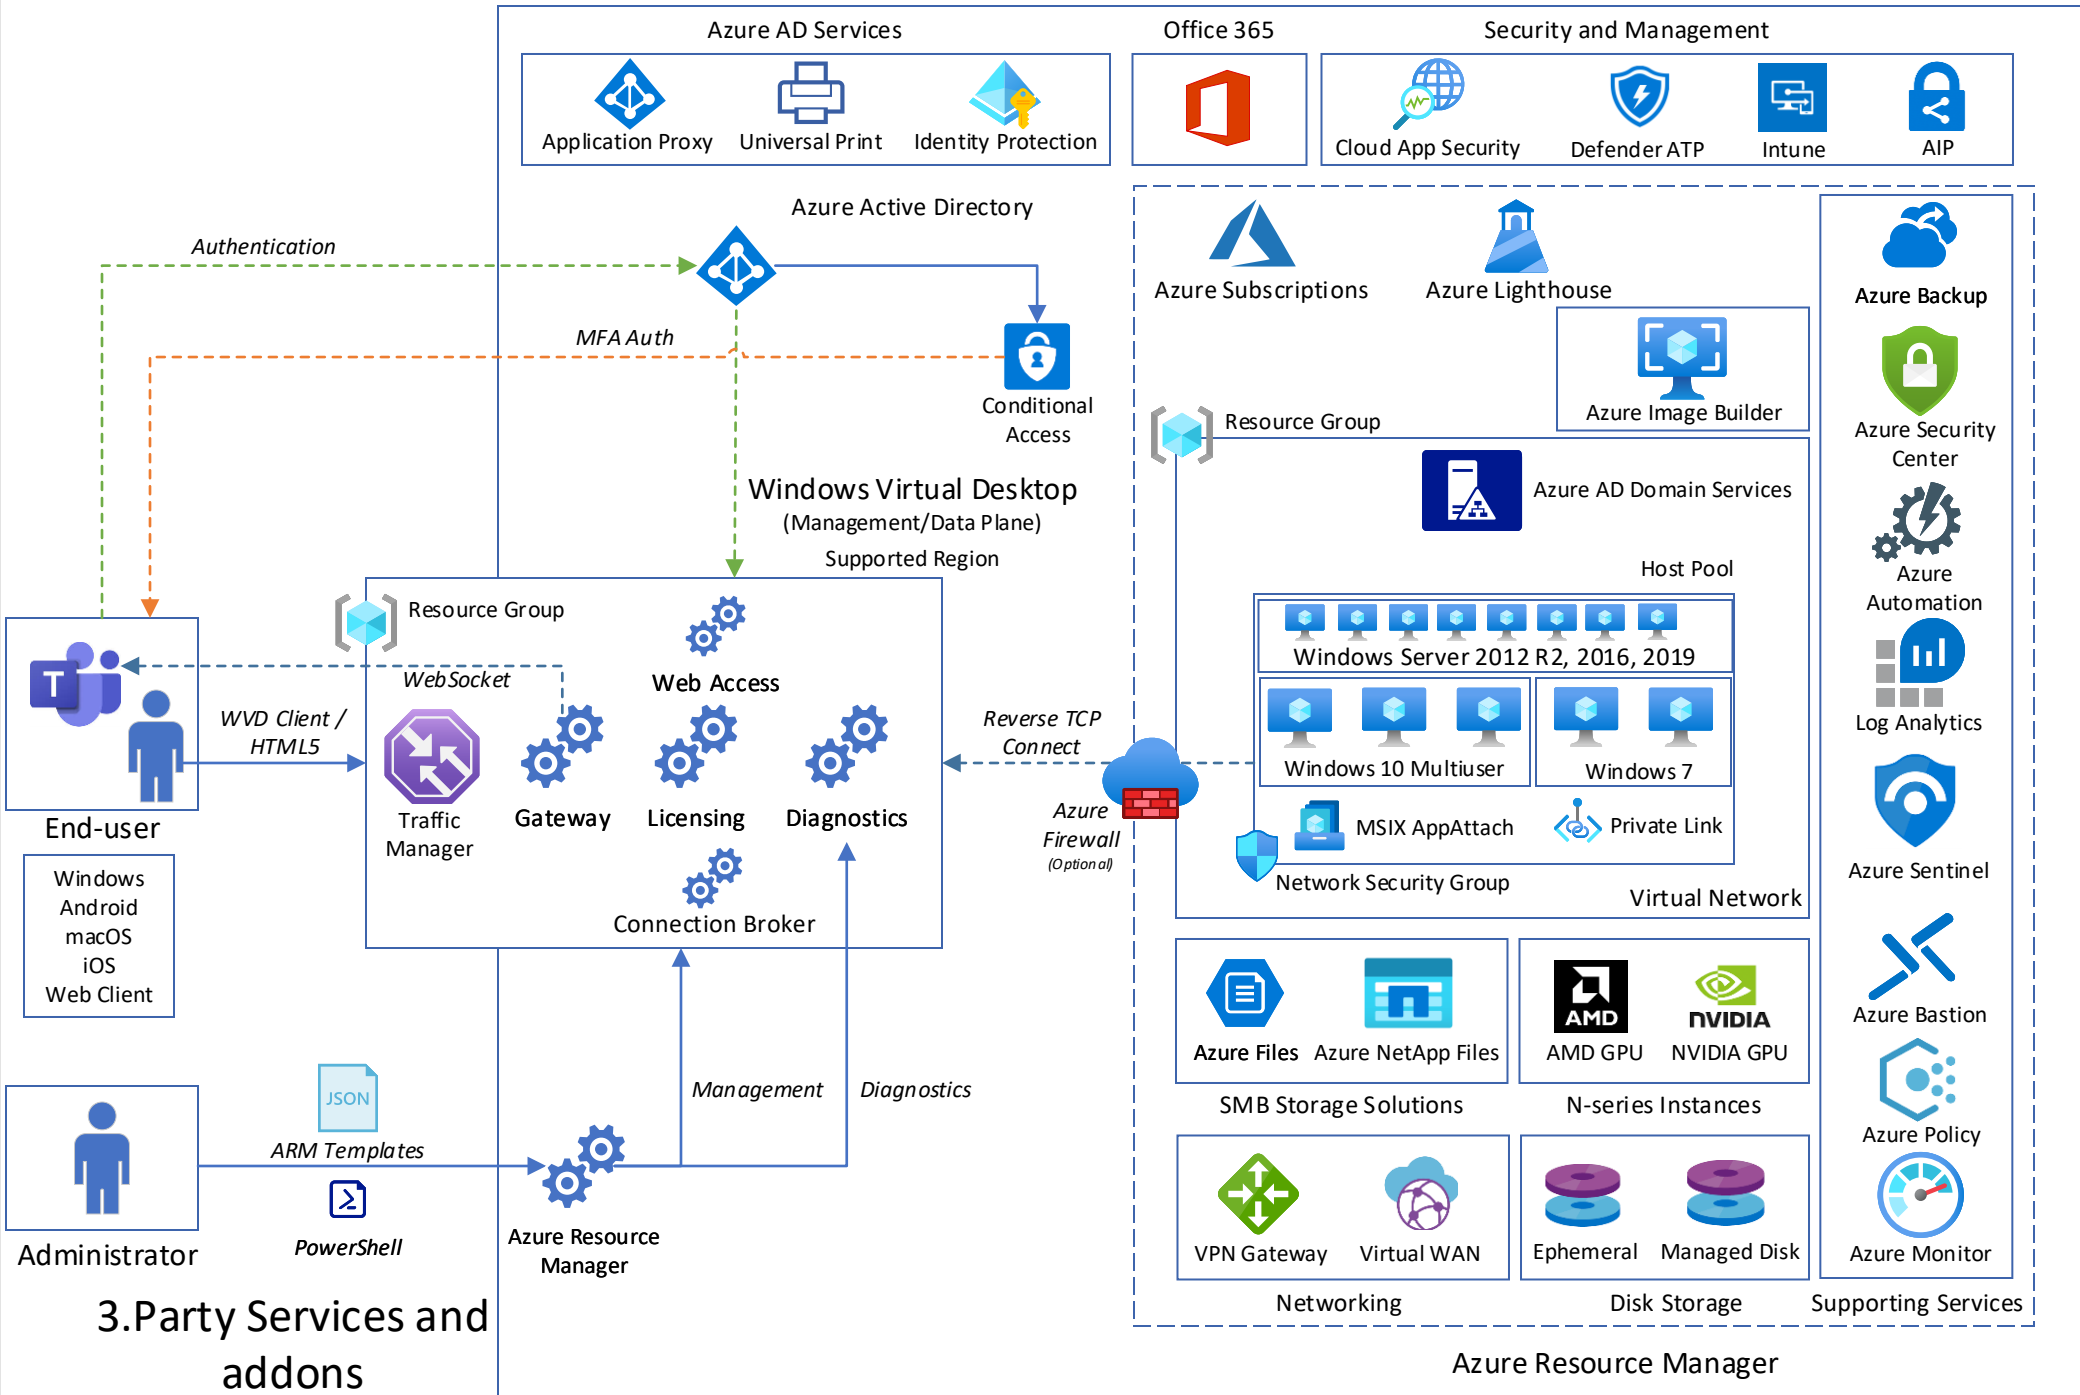 Azure AD Services
Office 365
Security and Management
Application Proxy
Universal Print
Identity Protection
Cloud App Security
Defender ATP
Intune
AIP
Azure Active Directory
Authentication
MFA Auth
Conditional
Access
Azure Subscriptions
Azure Lighthouse
Azure Backup
Azure Image Builder
Resource Group
Azure Security
Center
Azure AD Domain Services
Windows Virtual Desktop
(Management/Data Plane)
Supported Region
Host Pool
Azure
Automation
Resource Group
Web Access
WebSocket
T
WVD Client /
HTML5
Traffic
Manager
Gateway
Licensing
Diagnostics
Connection Broker
Reverse TCP
Connect
Azure
Firewall
(Optional)
Windows Server 2012 R2, 2016, 2019
Windows 10 Multiuser
Windows 7
MSIX AppAttach
Private Link
Network Security Group
Virtual Network
Log Analytics
Azure Sentinel
End-user
Windows
Android
macOS
iOS
Web Client
AMD
NVIDIA
Azure Files
Azure NetApp Files
AMD GPU
NVIDIA GPU
Azure Bastion
SMB Storage Solutions
N-series Instances
JSON
ARM Templates
PowerShell
Management
Diagnostics
Azure Resource
Manager
Administrator
Azure Policy
VPN Gateway
Virtual WAN
Ephemeral
Managed Disk
Azure Monitor
Networking
Disk Storage
Supporting Services
3.Party Services and
addons
Azure Resource Manager